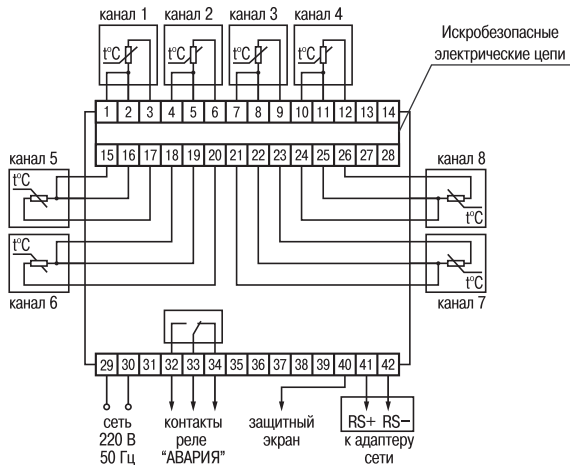 канал 1 канал 2 канал 3 канал 4
t°C t°C t°C t°C
Искробезопасные
электрические цепи
1 2 3 4 5 6 7 8 9 10 11 12 13 14
15 16 17 18 19 20 21 22 23 24 25 26 27 28
канал 5
t°C
канал 8
t°C
t°C
канал 6
t°C
канал 7
29 30 31 32 33 34 35 36 37 38 39 40 41 42
сеть
220 В
50 Гц
контакты
реле
“АВАРИЯ”
защитный
экран
RS+ RS−
к адаптеру
сети